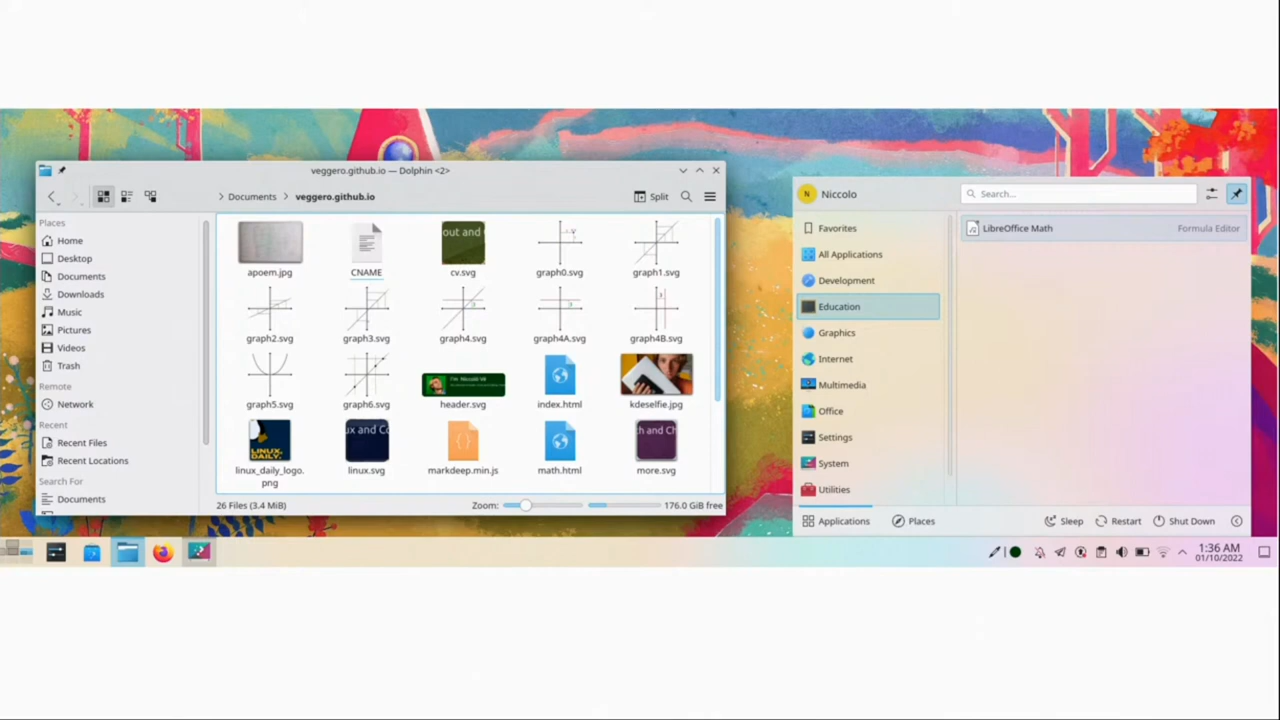 veggero.github.io — Dolphin <2>
Documents
veggero.github.io
Split
Places
Home
Desktop
Documents
Downloads
Music
Pictures
Videos
Trash
Remote
Network
Recent
Recent Files
Recent Locations
Search For
Documents
out and
apoem.jpg
CNAME
cv.svg
graph0.svg
graph1.svg
graph2.svg
graph3.svg
graph4.svg
graph4A.svg
graph4B.svg
graph5.svg
graph6.svg
header.svg
index.html
kdeselfie.jpg
LINUX,
DAILY.
linux_daily_logo.
png
linux.svg
markdeep.min.js
math.html
more.svg
26 Files (3.4 MiB)
Zoom:
176.0 GiB free
N
Niccolo
Search...
Favorites
All Applications
Development
Education
Graphics
Internet
Multimedia
Office
Settings
System
Utilities
LibreOffice Math
Formula Editor
Applications
Places
Sleep
Restart
Shut Down
1:36 AM
01/10/2022